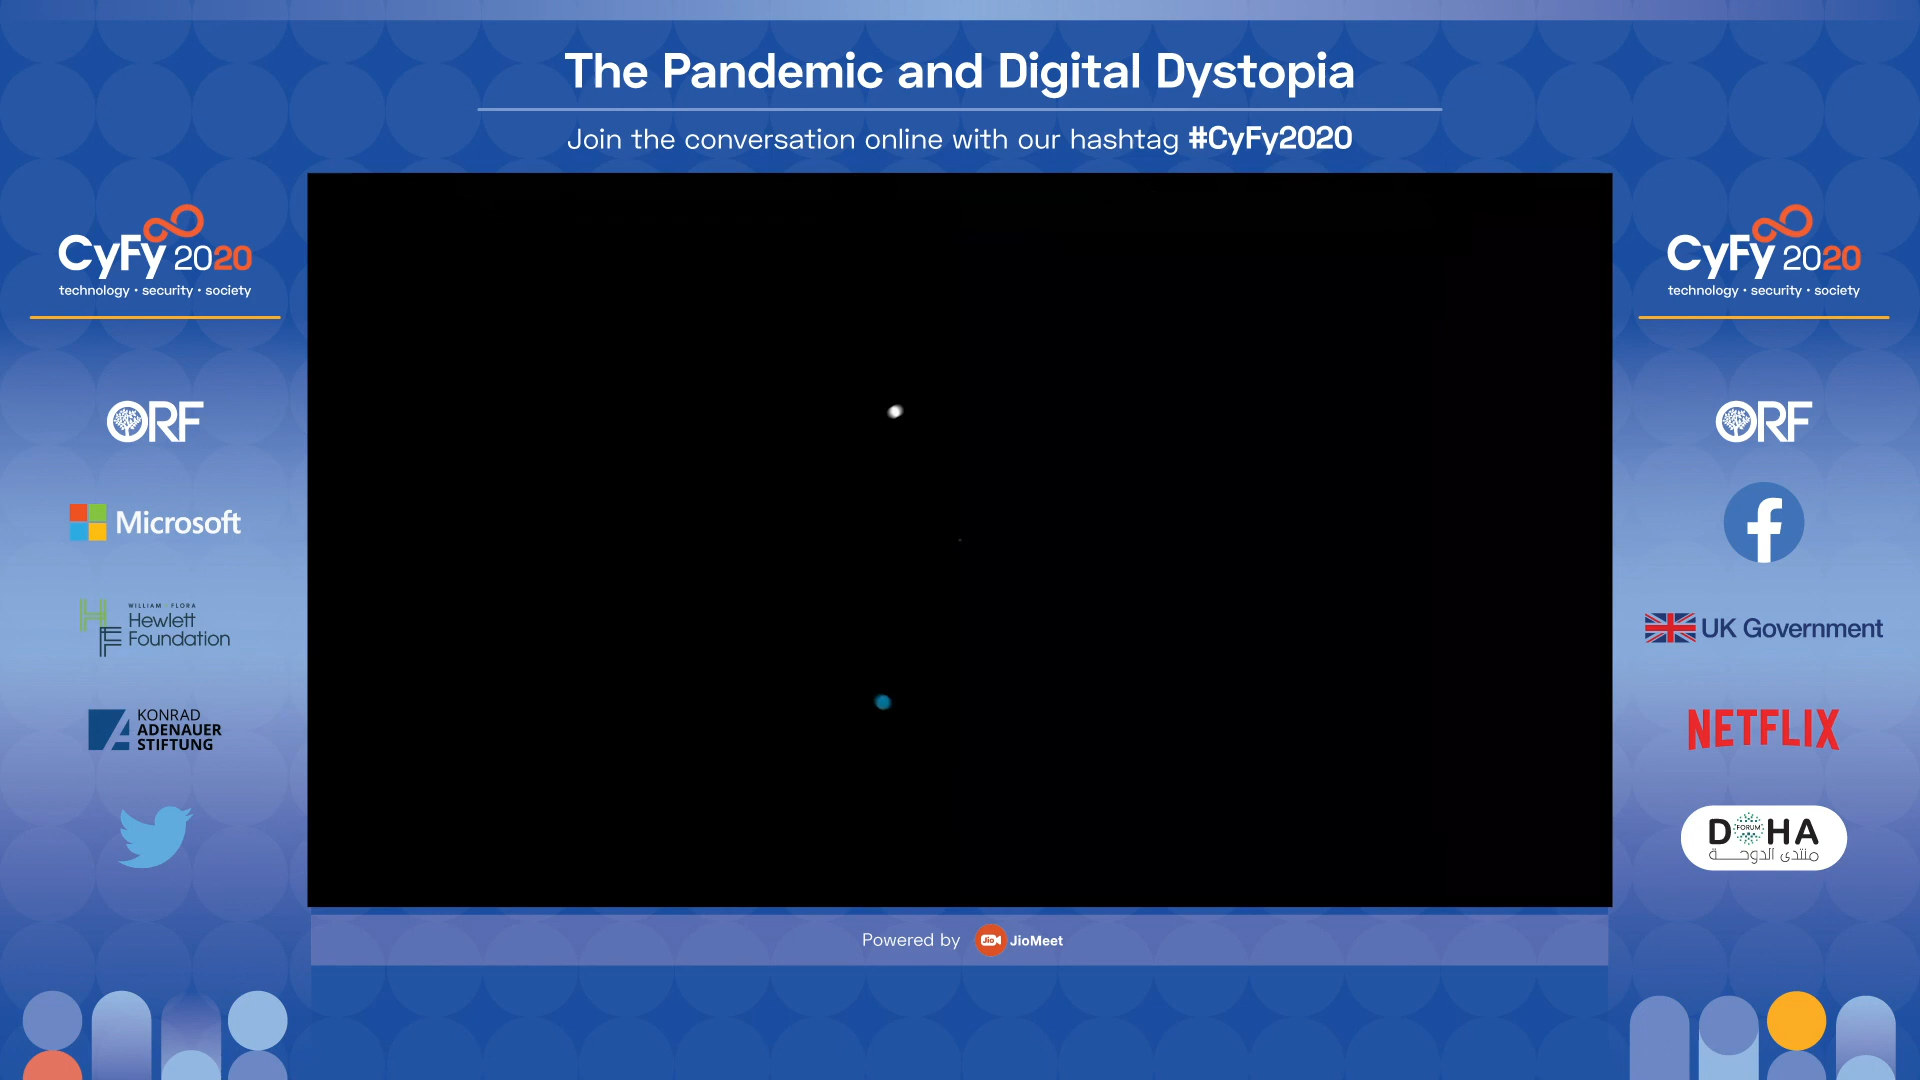 The Pandemic and Digital Dystopia
Join the conversation online with our hashtag #CyFy2020
CyFy 2020
technology • security • society
ORF
Microsoft
WILLIAM FLORA
Hewlett
Foundation
KONRAD
ADENAUER
STIFTUNG
CyFy 2020
technology • security • society
ORF
UK Government
NETFLIX
DOHA
FORUM
منتدى الدوحة
Powered by Jio JioMeet